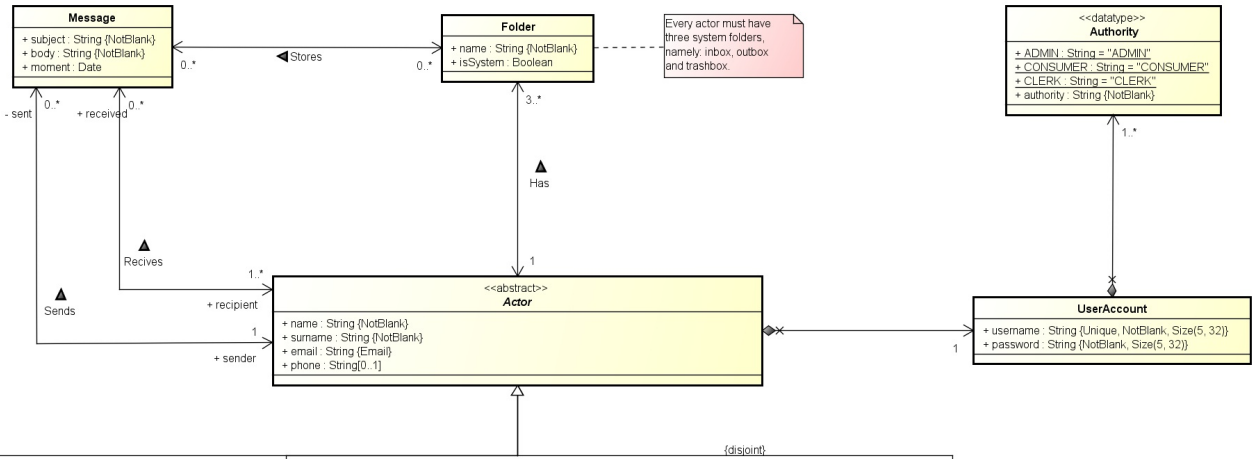 Message
+ subject : String {NotBlank}
+ body : String {NotBlank}
+ moment : Date
0..*
Stores
0..*
Folder
+ name : String {NotBlank}
+ isSystem : Boolean
Every actor must have
three system folders,
namely: inbox, outbox
and trashbox.
<<datatype>>
Authority
+ ADMIN : String = "ADMIN"
+ CONSUMER : String = "CONSUMER"
+ CLERK : String = "CLERK"
+ authority : String {NotBlank}
0..*
- sent
0..*
+ received
3..*
1..*
Has
Recives
Sends
1
1..*
+ recipient
1
+ sender
<<abstract>>
Actor
+ name : String {NotBlank}
+ surname : String {NotBlank}
+ email : String {Email}
+ phone : String[0..1]
1
UserAccount
+ username : String {Unique, NotBlank, Size(5, 32)}
+ password : String {NotBlank, Size(5, 32)}
{disjoint}